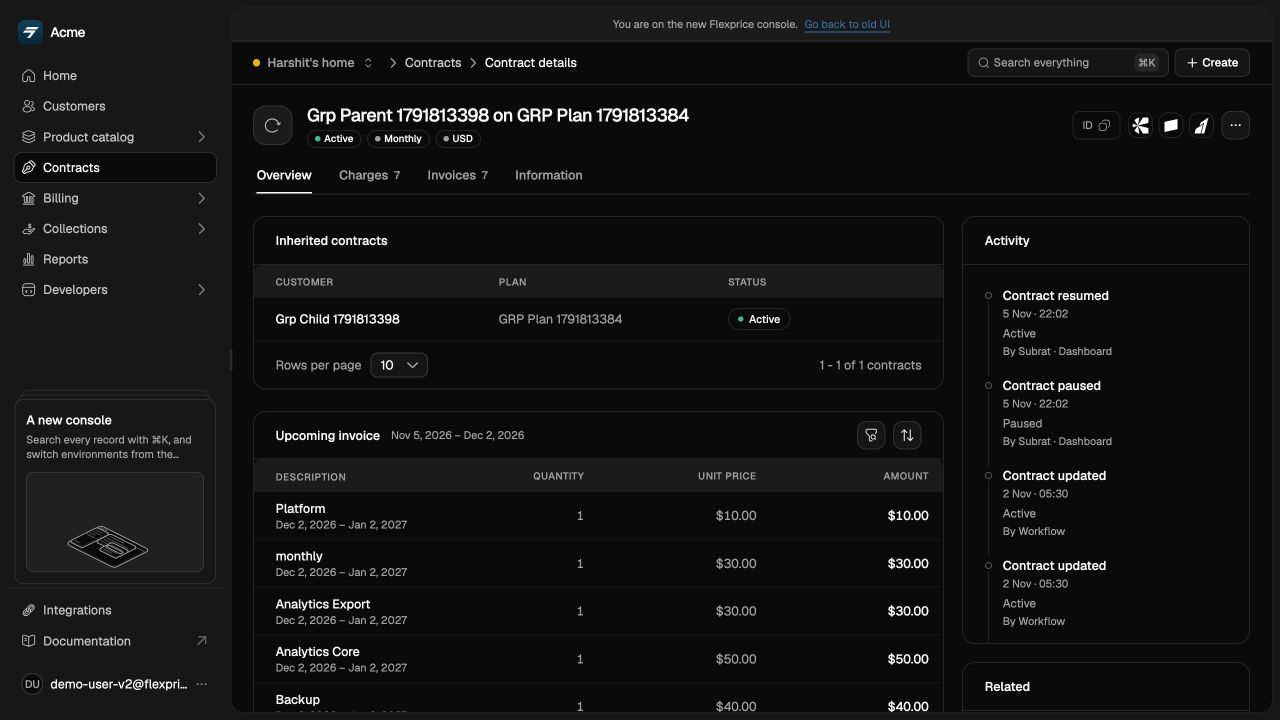 Acme
Home
Customers
Product catalog
Contracts
Billing
Collections
Reports
Developers
A new console
Search every record with ⌘K, and
switch environments from the...
Integrations
Documentation
DU demo-user-v2@flexpri...
You are on the new Flexprice console. Go back to old UI
Harshit's home
Contracts
Contract details
Search everything ⌘K
Create
Grp Parent 1791813398 on GRP Plan 1791813384
Active Monthly USD
ID
Overview Charges 7 Invoices 7 Information
Inherited contracts
CUSTOMER PLAN STATUS
Grp Child 1791813398 GRP Plan 1791813384 Active
Rows per page 10 1 - 1 of 1 contracts
Upcoming invoice Nov 5, 2026 – Dec 2, 2026
DESCRIPTION QUANTITY UNIT PRICE AMOUNT
Platform
Dec 2, 2026 – Jan 2, 2027
1 $10.00 $10.00
monthly
Dec 2, 2026 – Jan 2, 2027
1 $30.00 $30.00
Analytics Export
Dec 2, 2026 – Jan 2, 2027
1 $30.00 $30.00
Analytics Core
Dec 2, 2026 – Jan 2, 2027
1 $50.00 $50.00
Backup
1 $40.00 $40.00
Activity
Contract resumed
5 Nov · 22:02
Active
By Subrat · Dashboard
Contract paused
5 Nov · 22:02
Paused
By Subrat · Dashboard
Contract updated
2 Nov · 05:30
Active
By Workflow
Contract updated
2 Nov · 05:30
Active
By Workflow
Related